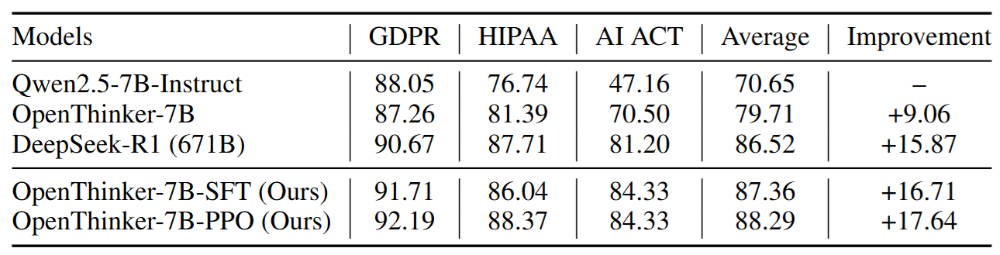 Models GDPR HIPAA AI ACT Average Improvement
Qwen2.5-7B-Instruct 88.05 76.74 47.16 70.65 –
OpenThinker-7B 87.26 81.39 70.50 79.71 +9.06
DeepSeek-R1 (671B) 90.67 87.71 81.20 86.52 +15.87
OpenThinker-7B-SFT (Ours) 91.71 86.04 84.33 87.36 +16.71
OpenThinker-7B-PPO (Ours) 92.19 88.37 84.33 88.29 +17.64